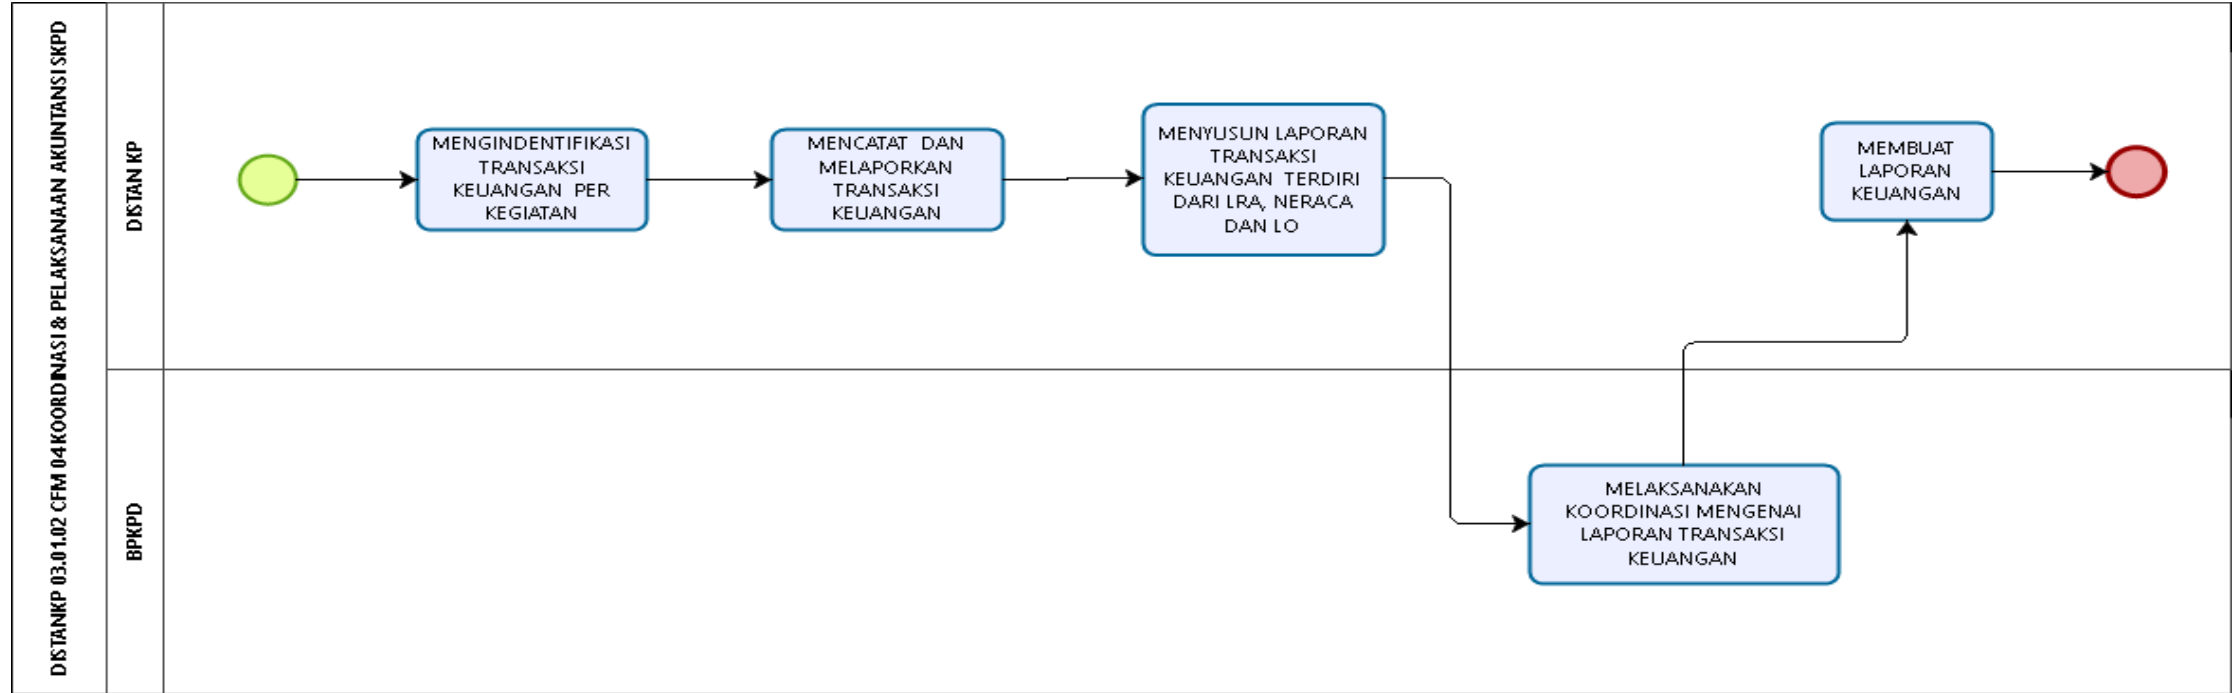 DISTANKP 03.01.02 CFM 04 KOORDINASI & PELAKSANAAN AKUNTANSI SKPD
DISTAN KP
MENGINDENTIFIKASI
TRANSAKSI
KEUANGAN PER
KEGIATAN
MENCATAT DAN
MELAPORKAN
TRANSAKSI
KEUANGAN
MENYUSUN LAPORAN
TRANSAKSI
KEUANGAN TERDIRI
DARI LRA, NERACA
DAN LO
MEMBUAT
LAPORAN
KEUANGAN
BPKPD
MELAKSANAKAN
KOORDINASI MENGENAI
LAPORAN TRANSAKSI
KEUANGAN